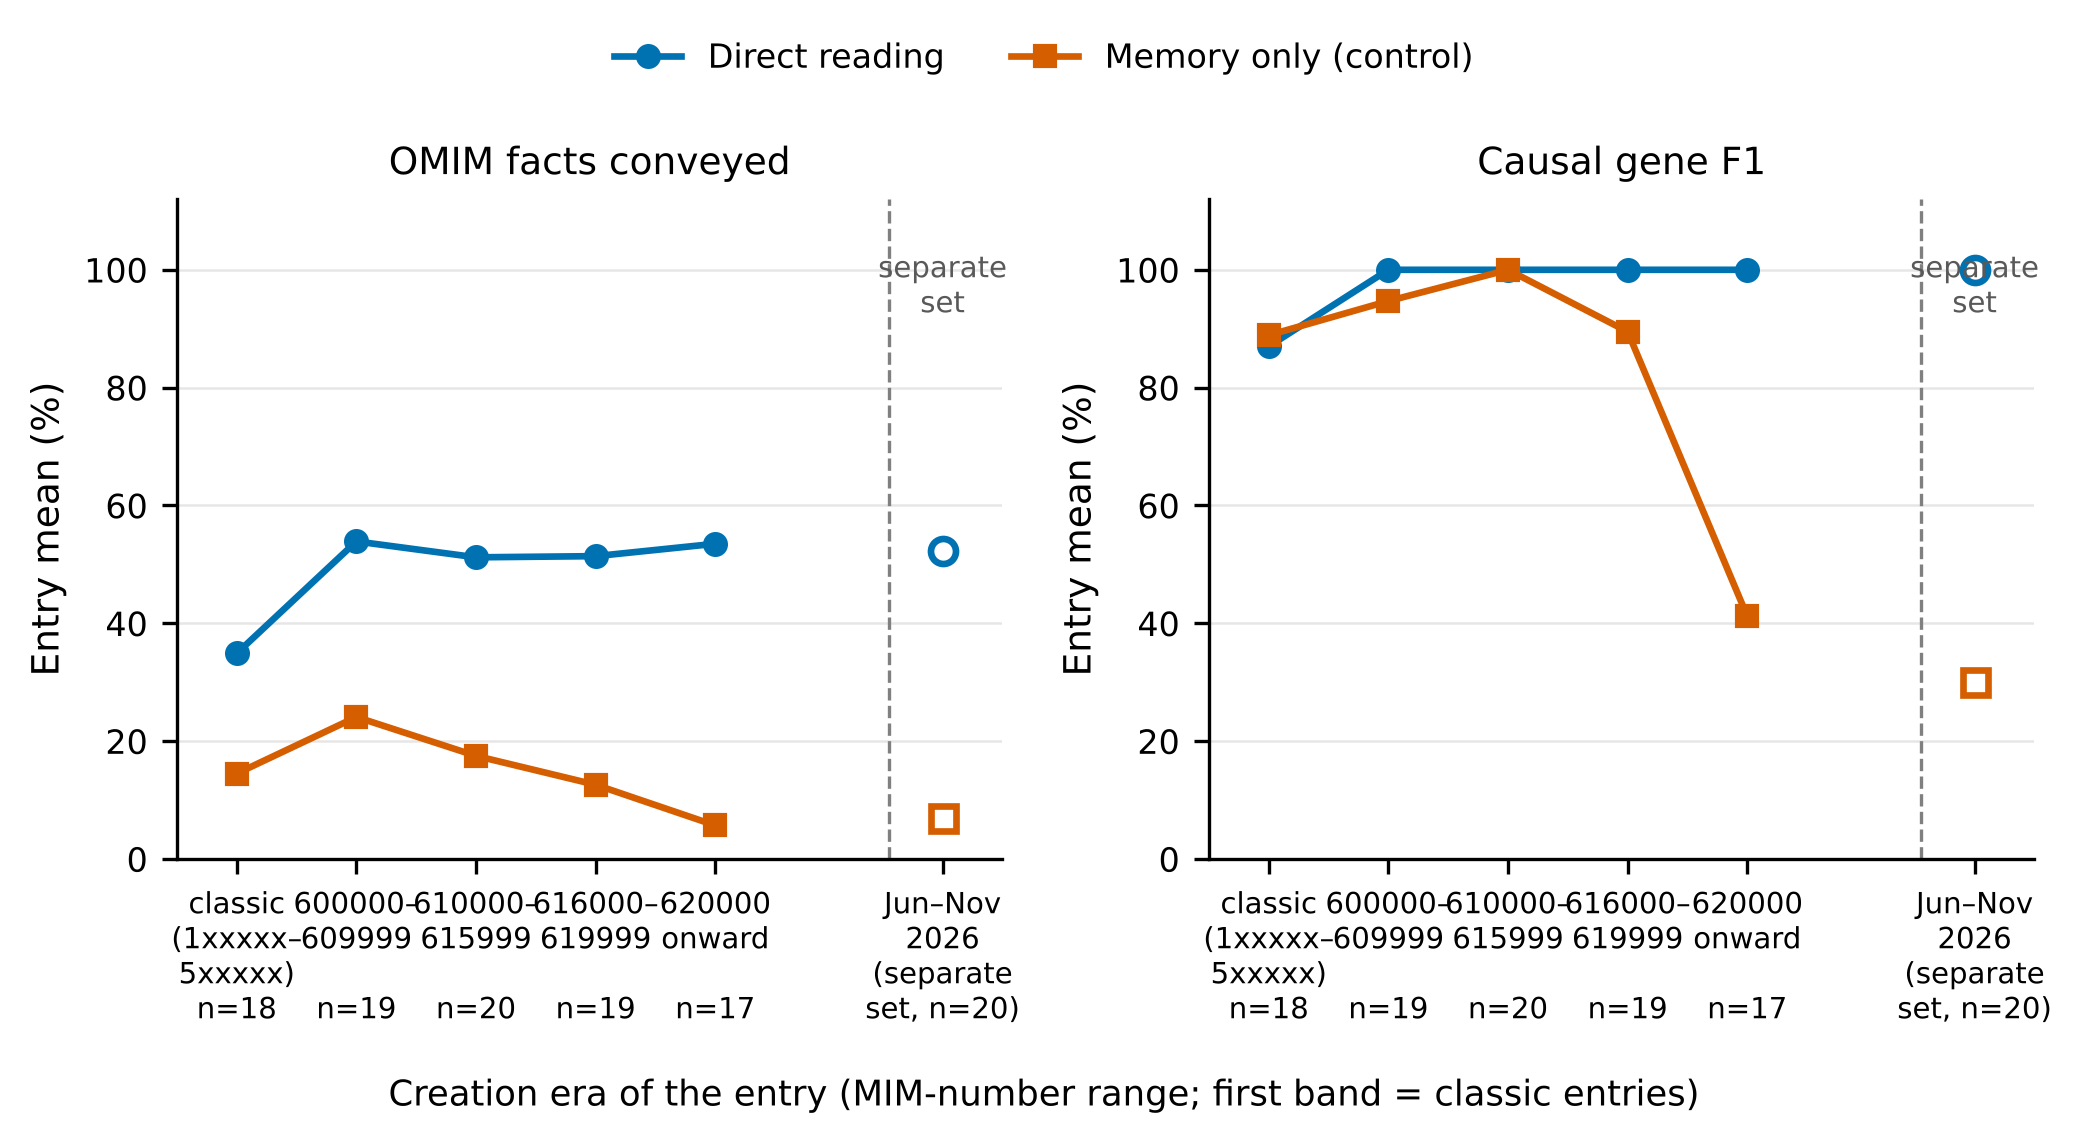 Direct reading
Memory only (control)
OMIM facts conveyed
Entry mean (%)
100
80
60
40
20
0
separate
set
classic 600000–610000–616000–620000
(1xxxxx–609999 615999 619999 onward
5xxxxx)
n=18 n=19 n=20 n=19 n=17
Jun–Nov
2026
(separate
set, n=20)
Causal gene F1
Entry mean (%)
100
80
60
40
20
0
separate
set
classic 600000–610000–616000–620000
(1xxxxx–609999 615999 619999 onward
5xxxxx)
n=18 n=19 n=20 n=19 n=17
Jun–Nov
2026
(separate
set, n=20)
Creation era of the entry (MIM-number range; first band = classic entries)